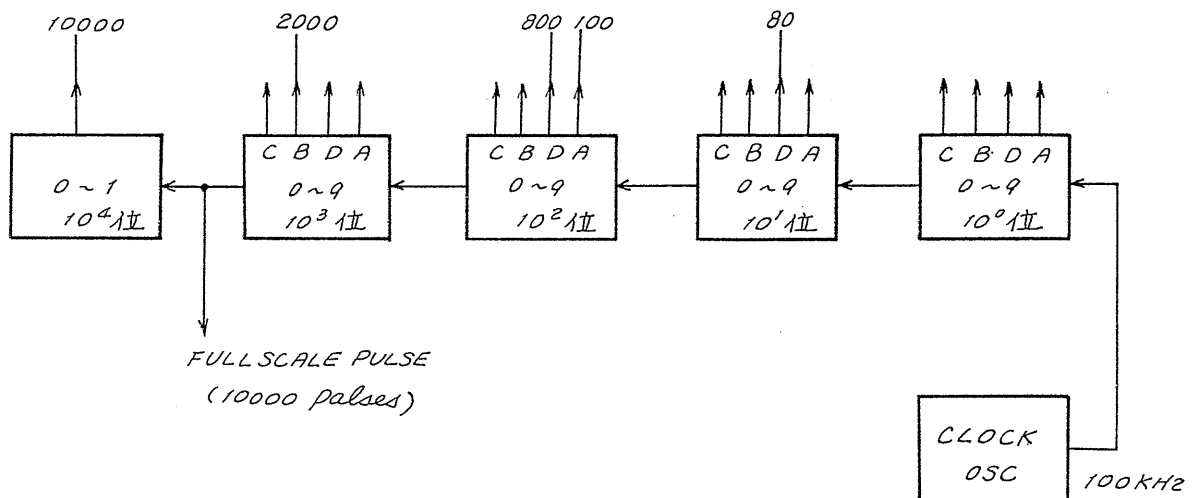 10000
2000
800 100
80
C B D A
C B D A
C B D A
C B D A
0~1
0~9
0~9
0~9
0~9
10⁴位
10³位
10²位
10¹位
10⁰位
FULLSCALE PULSE
(10000 palses)
CLOCK
OSC
100KHZ